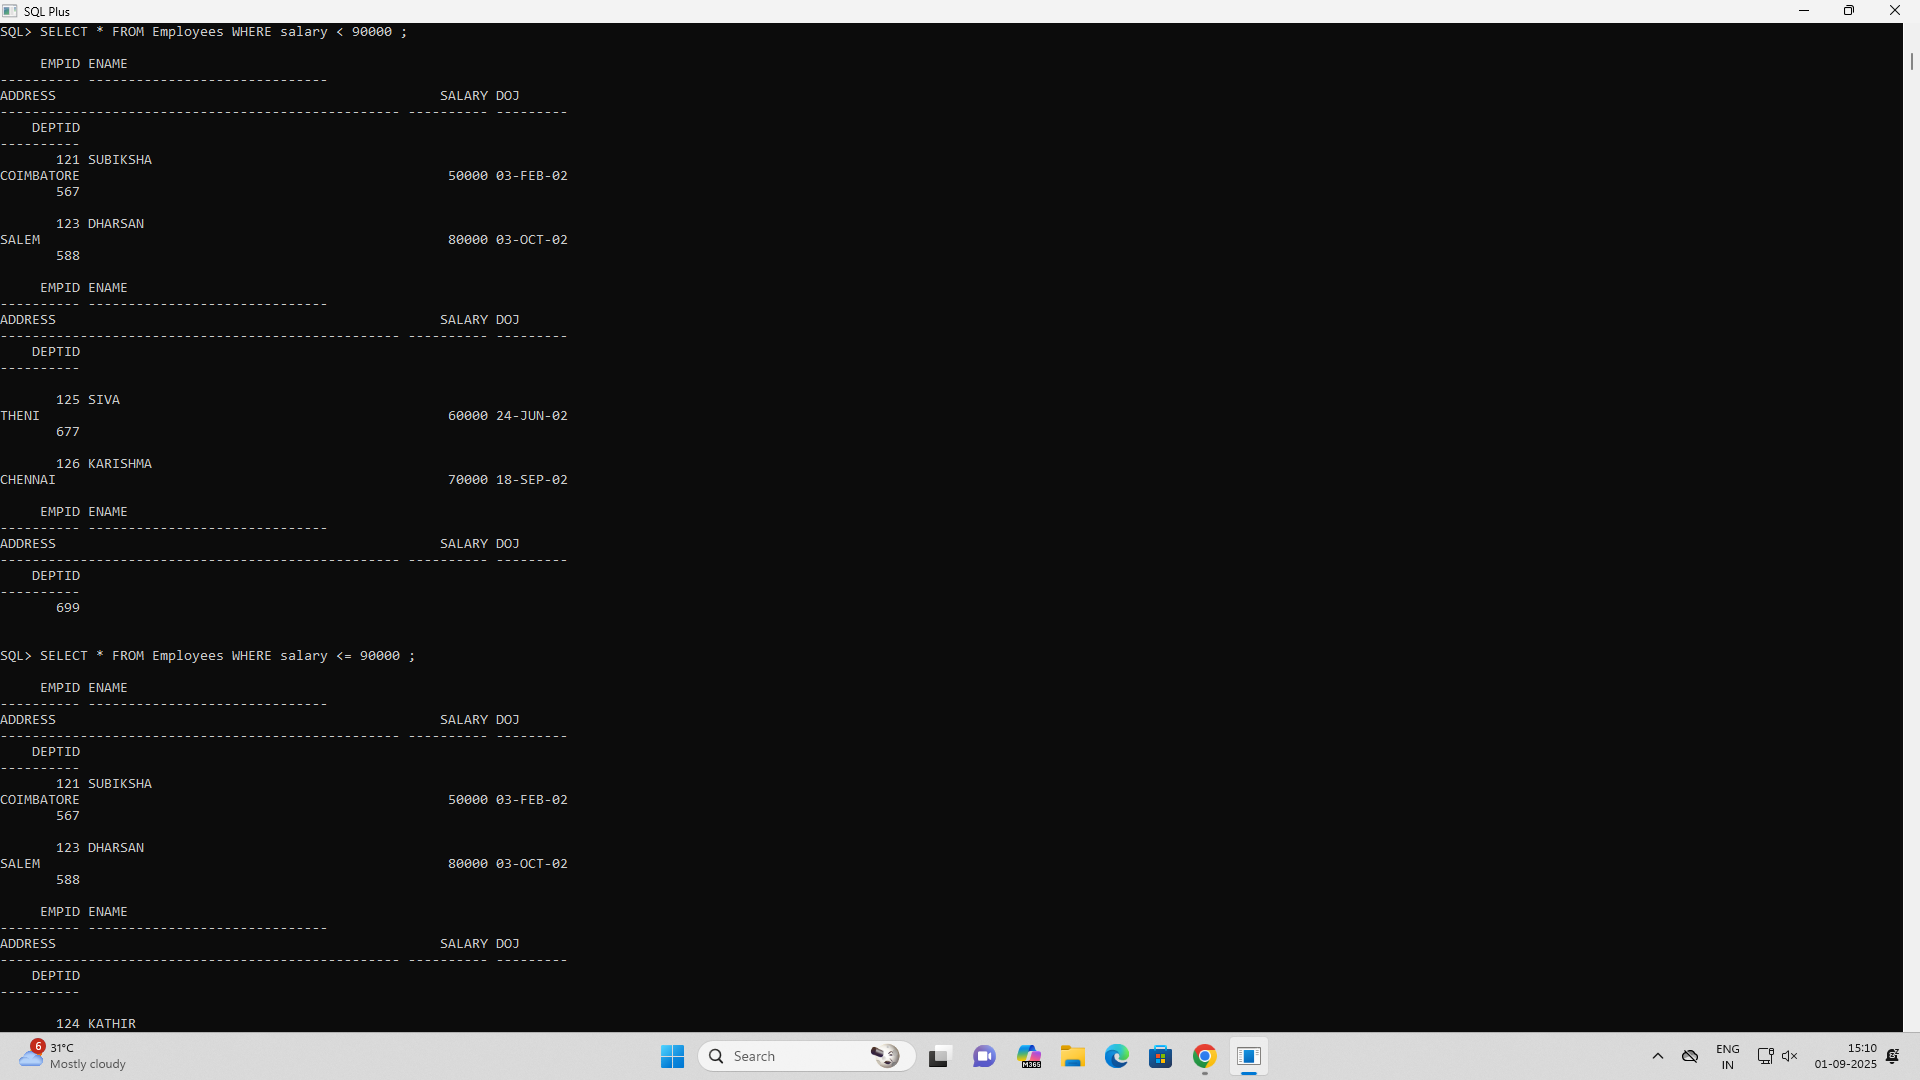 SQL Plus
SQL> SELECT * FROM Employees WHERE salary < 90000 ;
     EMPID ENAME
---------- ------------------------------
ADDRESS                                                SALARY DOJ
-------------------------------------------------- ---------- ---------
    DEPTID
----------
       121 SUBIKSHA
COIMBATORE                                              50000 03-FEB-02
       567
       123 DHARSAN
SALEM                                                   80000 03-OCT-02
       588
     EMPID ENAME
---------- ------------------------------
ADDRESS                                                SALARY DOJ
-------------------------------------------------- ---------- ---------
    DEPTID
----------
       125 SIVA
THENI                                                   60000 24-JUN-02
       677
       126 KARISHMA
CHENNAI                                                 70000 18-SEP-02
     EMPID ENAME
---------- ------------------------------
ADDRESS                                                SALARY DOJ
-------------------------------------------------- ---------- ---------
    DEPTID
----------
       699
SQL> SELECT * FROM Employees WHERE salary <= 90000 ;
     EMPID ENAME
---------- ------------------------------
ADDRESS                                                SALARY DOJ
-------------------------------------------------- ---------- ---------
    DEPTID
----------
       121 SUBIKSHA
COIMBATORE                                              50000 03-FEB-02
       567
       123 DHARSAN
SALEM                                                   80000 03-OCT-02
       588
     EMPID ENAME
---------- ------------------------------
ADDRESS                                                SALARY DOJ
-------------------------------------------------- ---------- ---------
    DEPTID
----------
       124 KATHIR
6
31°C
Mostly cloudy
Search
M365
ENG
IN
15:10
01-09-2025